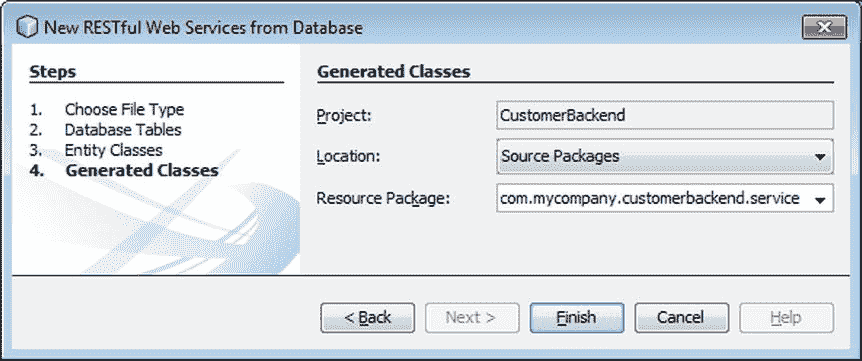 New RESTful Web Services from Database
Steps
1. Choose File Type
2. Database Tables
3. Entity Classes
4. Generated Classes
Generated Classes
Project: CustomerBackend
Location: Source Packages
Resource Package: com.mycompany.customerbackend.service
< Back Next > Finish Cancel Help